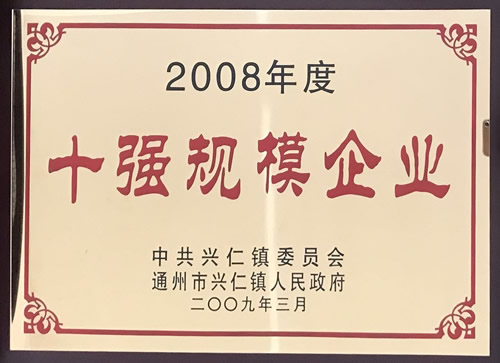 2008年度
十强规模企业
中共兴仁镇委员会
通州市兴仁镇人民政府
二〇〇九年三月